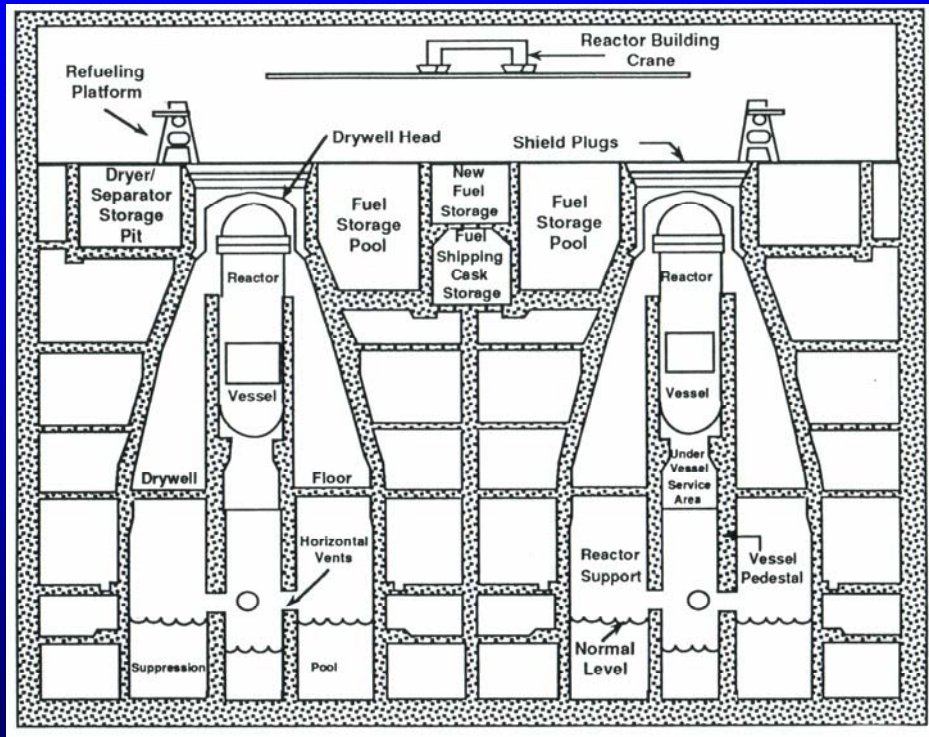 Reactor Building
Crane
Refueling
Platform
Drywell Head
Shield Plugs
Dryer/
Separator
Storage
Pit
Fuel
Storage
Pool
New
Fuel
Storage
Fuel
Shipping
Cask
Storage
Fuel
Storage
Pool
Reactor
Vessel
Reactor
Vessel
Drywell
Floor
Under
Vessel
Service
Area
Horizontal
Vents
Reactor
Support
Vessel
Pedestal
Normal
Level
Suppression
Pool